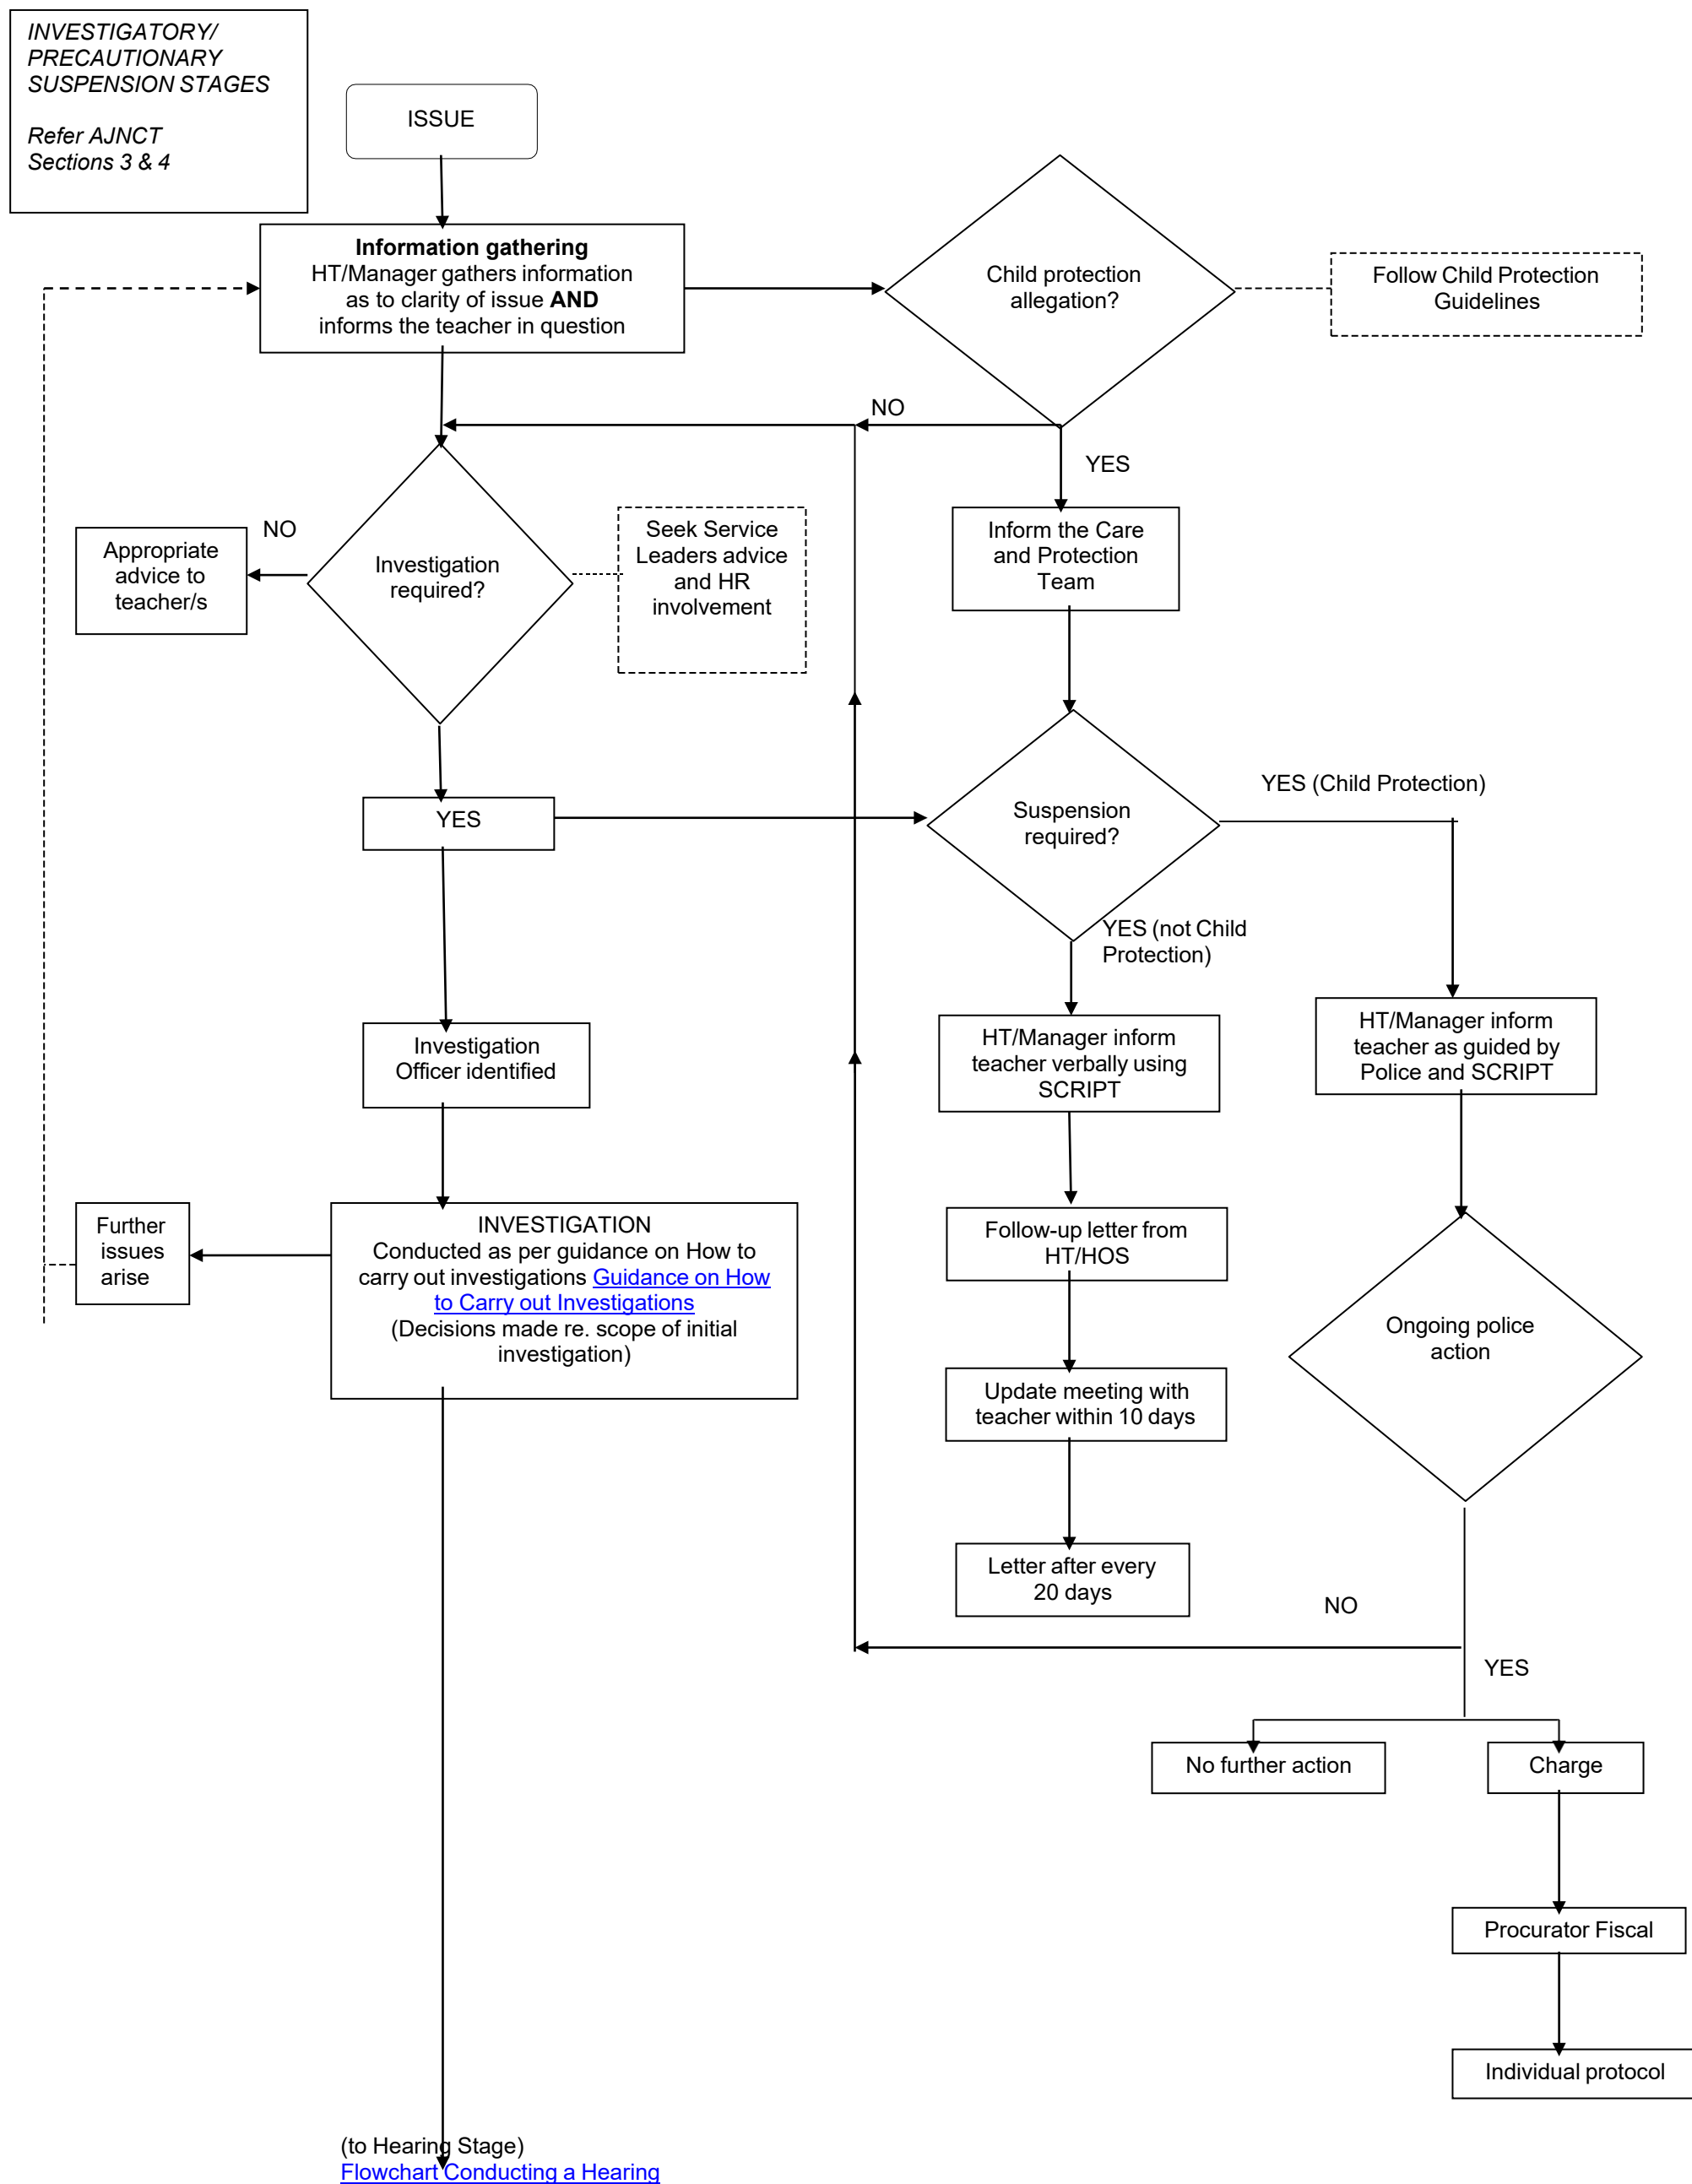 INVESTIGATORY/
PRECAUTIONARY
SUSPENSION STAGES
Refer AJNCT
Sections 3 & 4
ISSUE
Information gathering
HT/Manager gathers information
as to clarity of issue AND
informs the teacher in question
Child protection
allegation?
Follow Child Protection
Guidelines
NO
YES
NO
Appropriate
advice to
teacher/s
Investigation
required?
Seek Service
Leaders advice
and HR
involvement
Inform the Care
and Protection
Team
YES
Suspension
required?
YES (Child Protection)
YES (not Child
Protection)
Investigation
Officer identified
HT/Manager inform
teacher verbally using
SCRIPT
HT/Manager inform
teacher as guided by
Police and SCRIPT
Further
issues
arise
INVESTIGATION
Conducted as per guidance on How to
carry out investigations Guidance on How
to Carry out Investigations
(Decisions made re. scope of initial
investigation)
Follow-up letter from
HT/HOS
Ongoing police
action
Update meeting with
teacher within 10 days
Letter after every
20 days
NO
YES
No further action
Charge
Procurator Fiscal
Individual protocol
(to Hearing Stage)
Flowchart Conducting a Hearing